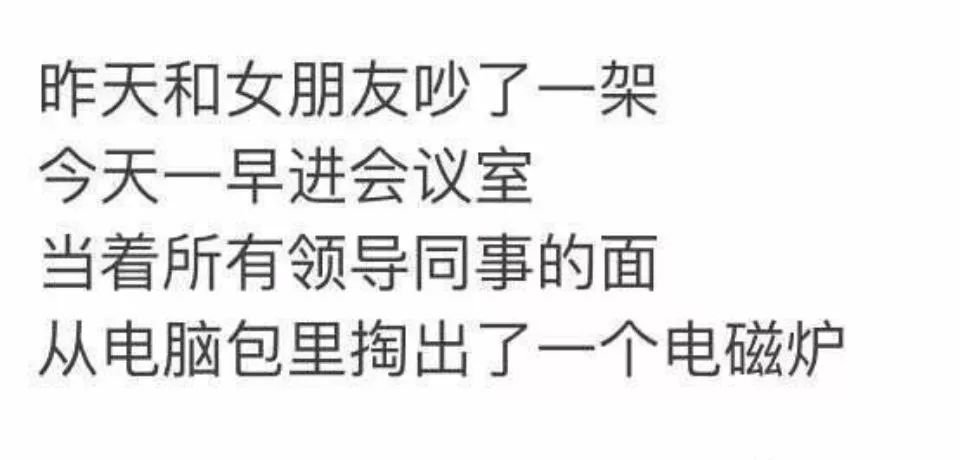 昨天和女朋友吵了一架
今天一早进会议室
当着所有领导同事的面
从电脑包里掏出了一个电磁炉